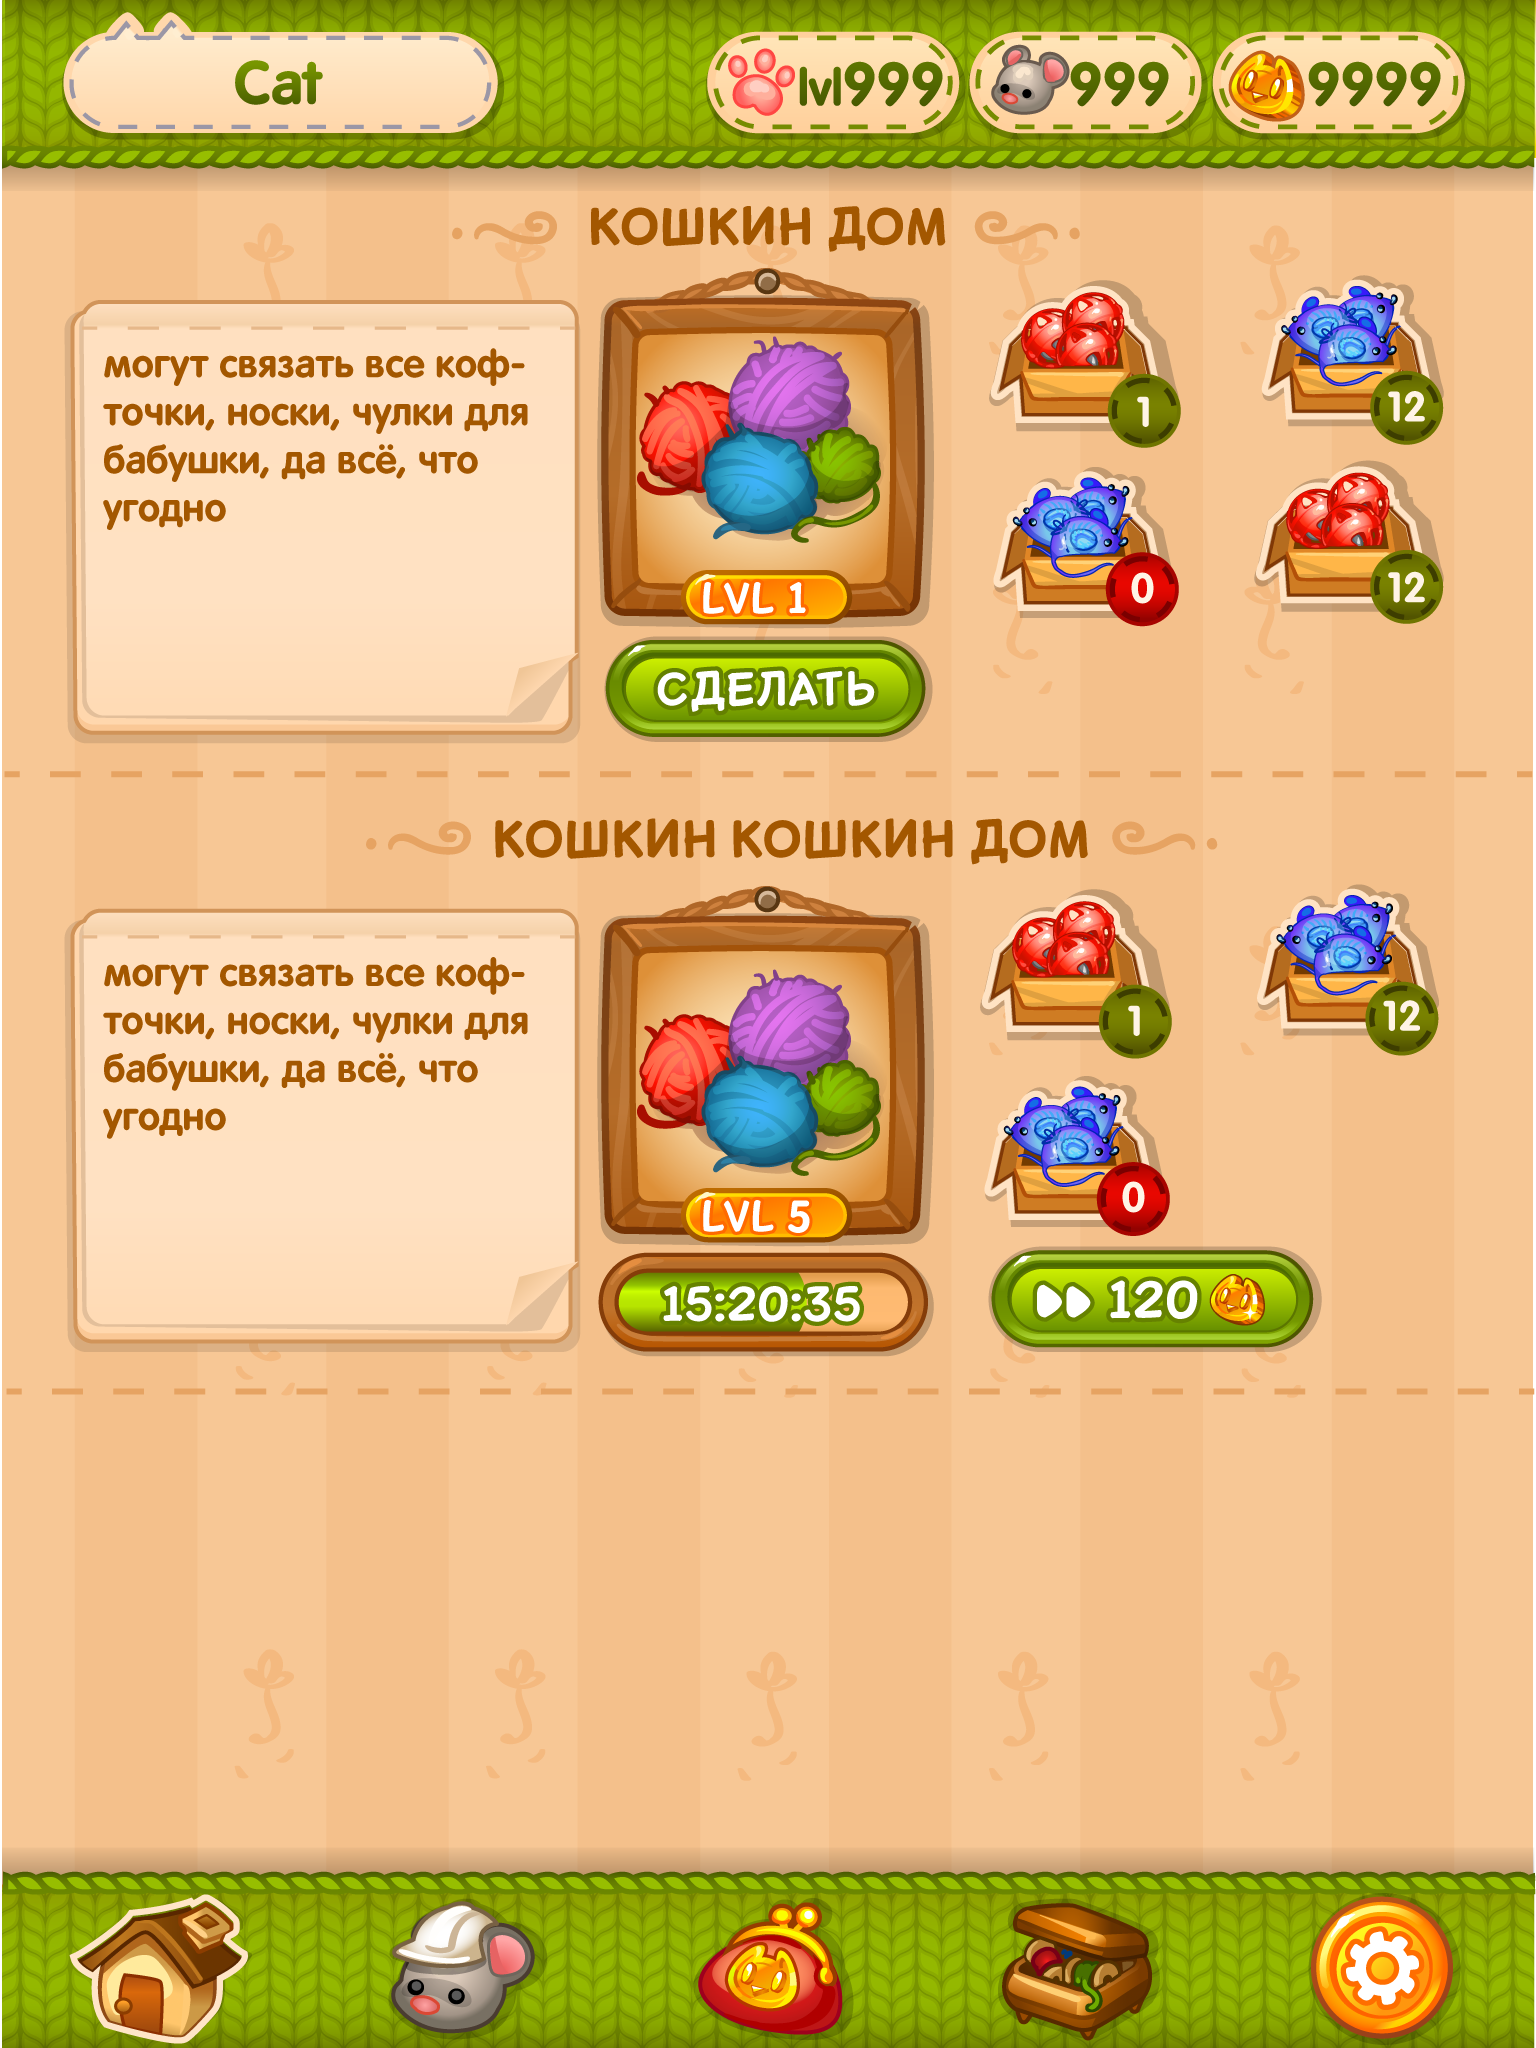 Cat
lvl999
999
9999
КОШКИН ДОМ
могут связать все коф-
точки, носки, чулки для
бабушки, да всё, что
угодно
LVL 1
СДЕЛАТЬ
1
12
0
12
КОШКИН КОШКИН ДОМ
могут связать все коф-
точки, носки, чулки для
бабушки, да всё, что
угодно
LVL 5
15:20:35
1
12
0
120